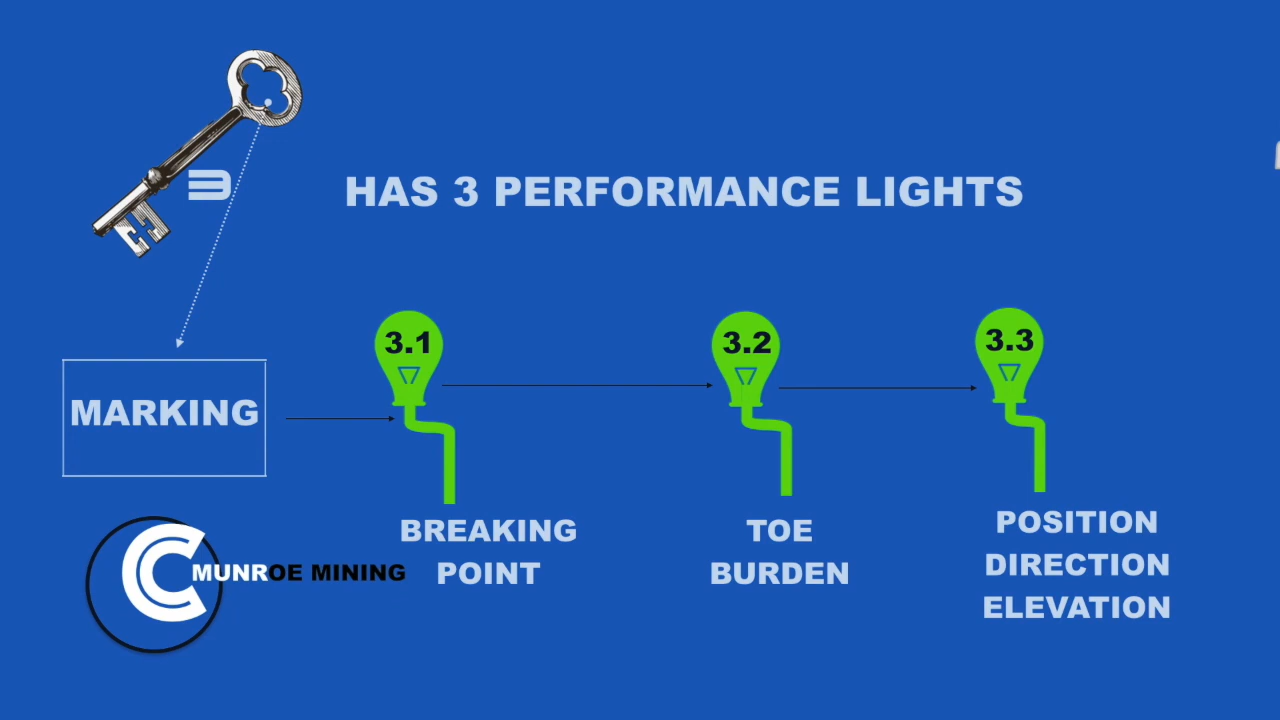 3
HAS 3 PERFORMANCE LIGHTS
3.1
3.2
3.3
MARKING
BREAKING
POINT
TOE
BURDEN
POSITION
DIRECTION
ELEVATION
C
MUNROE MINING